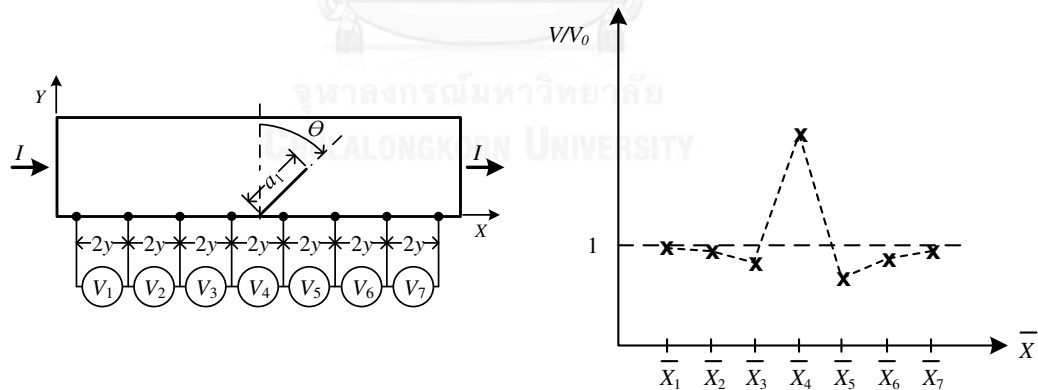 V/V₀
Y
จุฬาลงกรณ์มหาวิทยาลัย
CHULALONGKORN UNIVERSITY
θ
I
I
a₁
1
X
2y 2y 2y 2y 2y 2y 2y
V₁ V₂ V₃ V₄ V₅ V₆ V₇
X̅
X̅₁ X̅₂ X̅₃ X̅₄ X̅₅ X̅₆ X̅₇